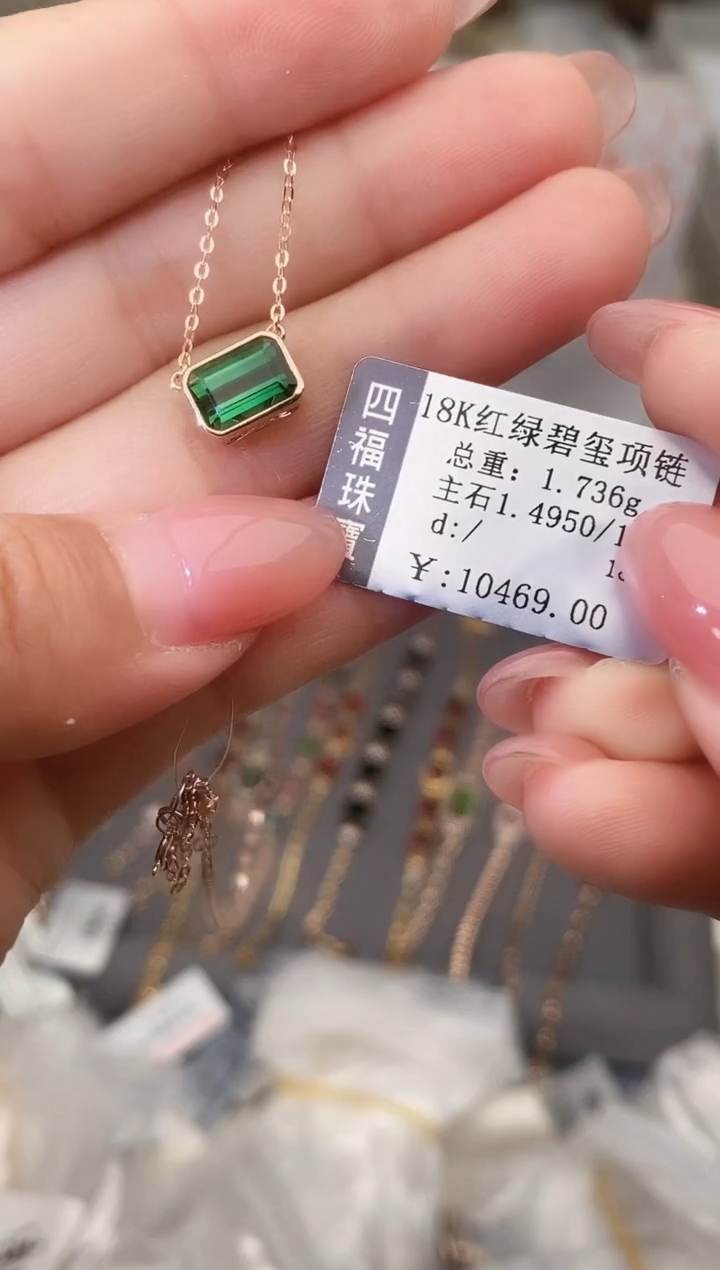 四福珠寶
18K红绿碧玺项链
总重: 1.736g
主石1.4950/1
d:/
¥:10469.00